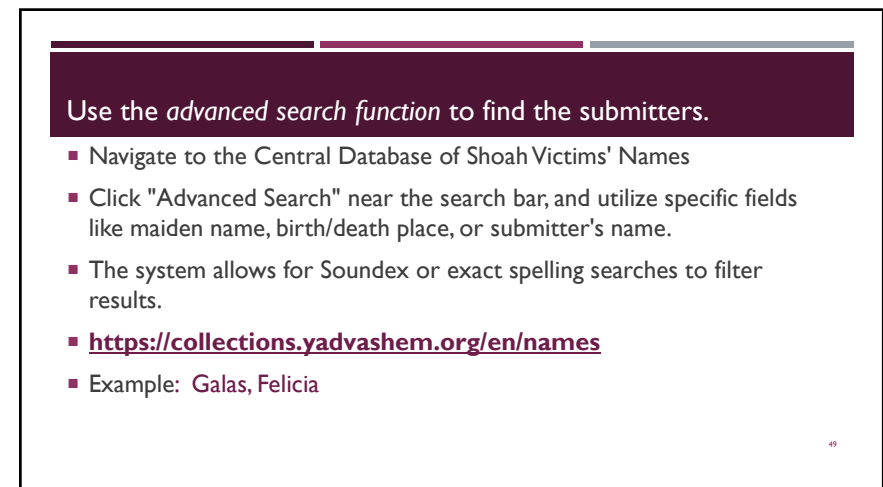 Use the advanced search function to find the submitters.
Navigate to the Central Database of Shoah Victims' Names
Click "Advanced Search" near the search bar, and utilize specific fields
like maiden name, birth/death place, or submitter's name.
The system allows for Soundex or exact spelling searches to filter
results.
https://collections.yadvashem.org/en/names
Example: Galas, Felicia
49